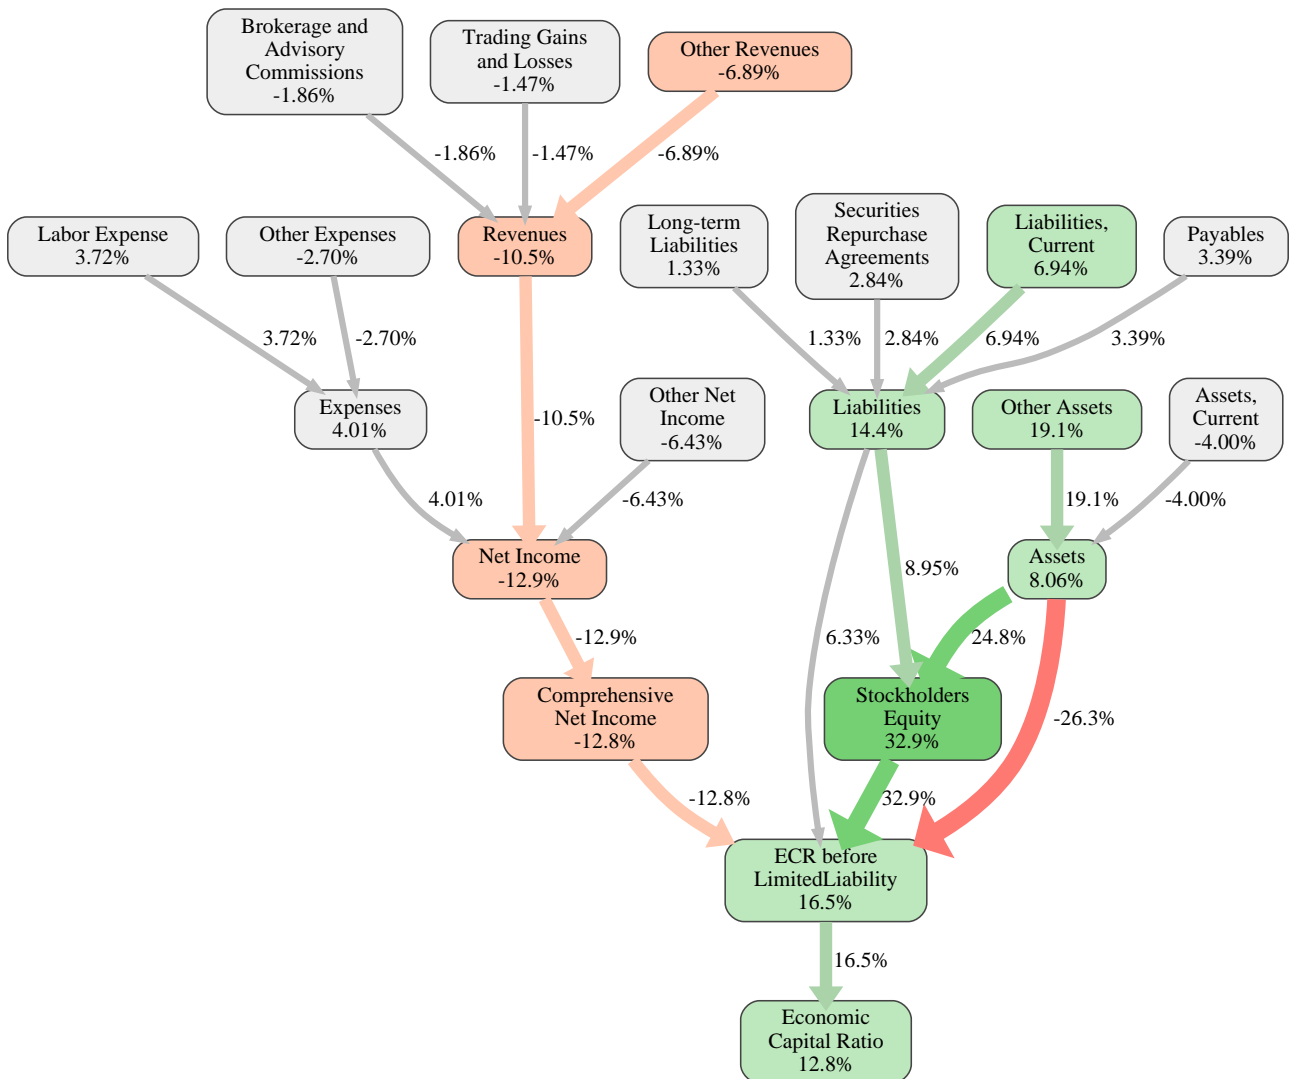 Brokerage and
Advisory
Commissions
-1.86%
Trading Gains
and Losses
-1.47%
Other Revenues
-6.89%
-1.86%
-1.47%
-6.89%
Labor Expense
3.72%
Other Expenses
-2.70%
Revenues
-10.5%
Long-term
Liabilities
1.33%
Securities
Repurchase
Agreements
2.84%
Liabilities,
Current
6.94%
Payables
3.39%
3.72%
-2.70%
1.33%
2.84%
6.94%
3.39%
Expenses
4.01%
-10.5%
Other Net
Income
-6.43%
Liabilities
14.4%
Other Assets
19.1%
Assets,
Current
-4.00%
4.01%
-6.43%
19.1%
-4.00%
Net Income
-12.9%
8.95%
Assets
8.06%
-12.9%
6.33%
24.8%
Comprehensive
Net Income
-12.8%
Stockholders
Equity
32.9%
-26.3%
-12.8%
32.9%
ECR before
LimitedLiability
16.5%
16.5%
Economic
Capital Ratio
12.8%